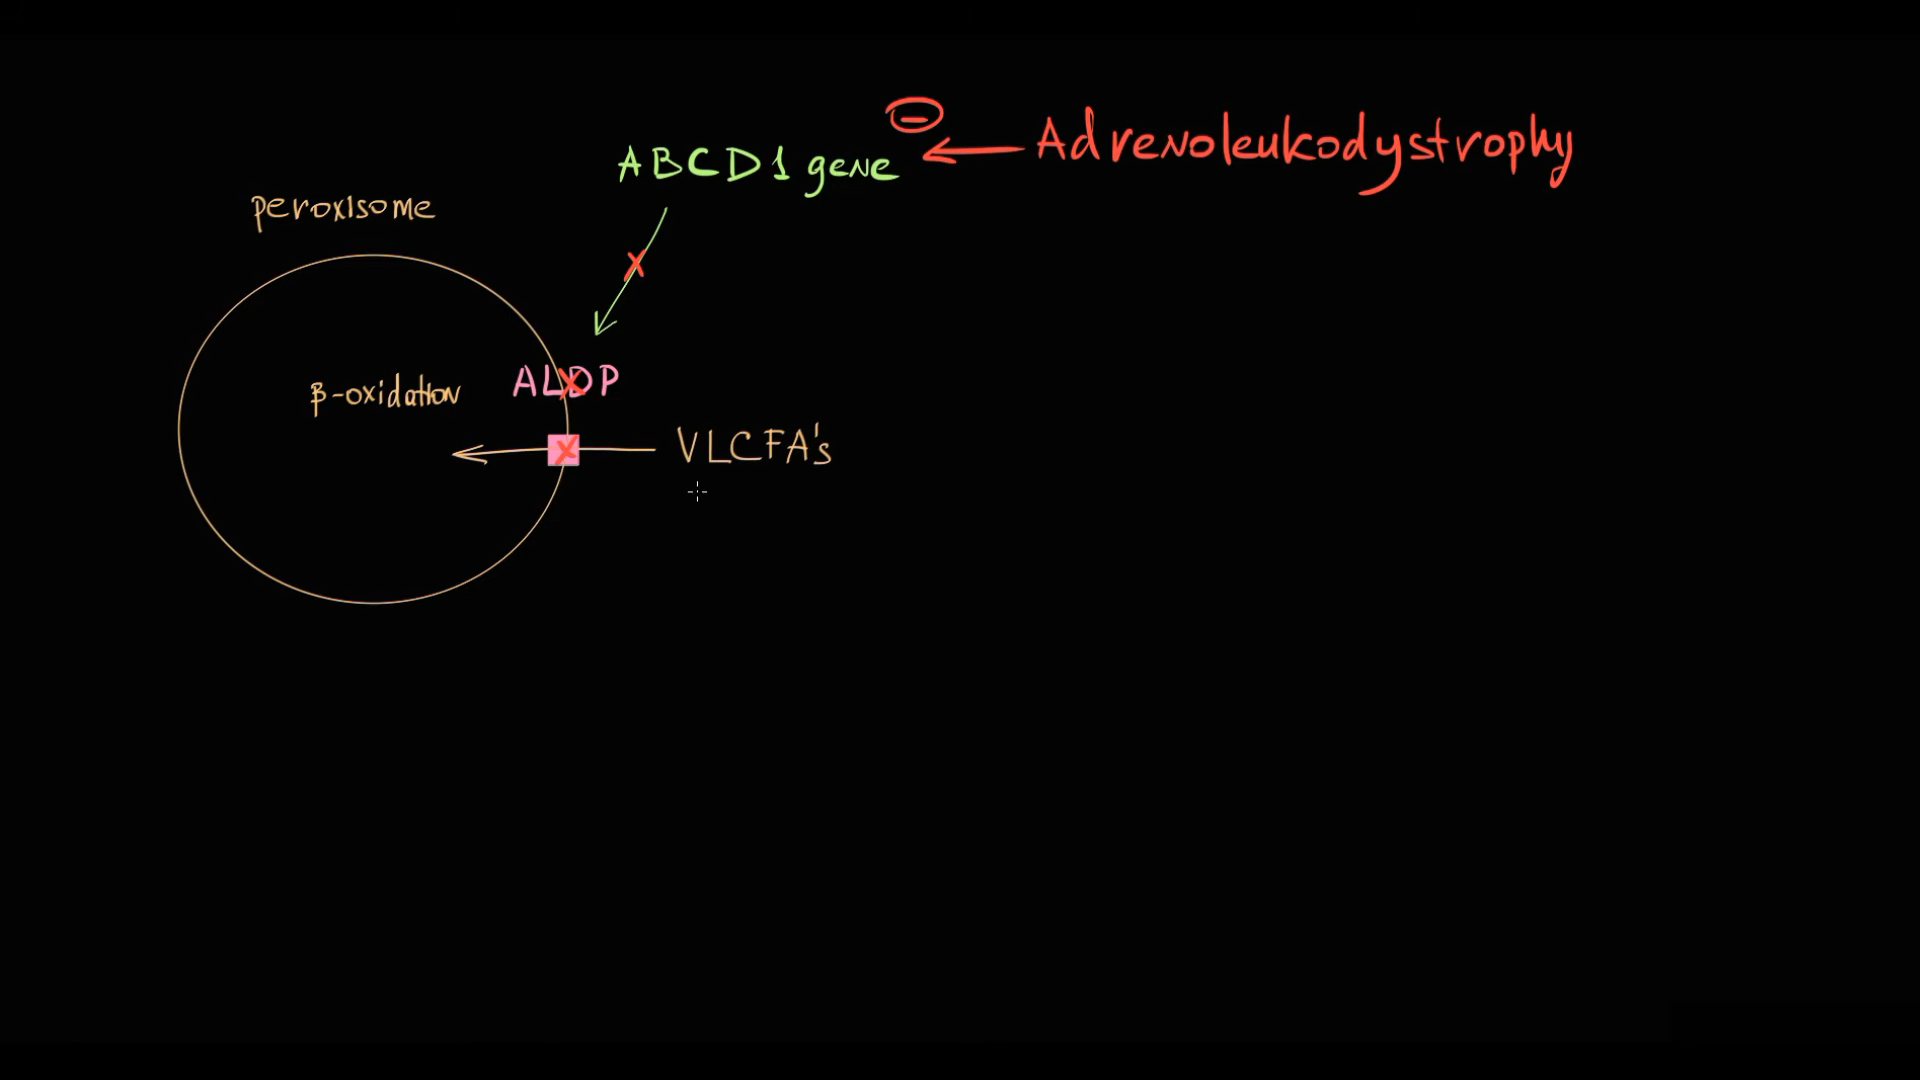 ABCD1 gene
Adrenoleukodystrophy
peroxisome
β-oxidation
ALDP
VLCFA's